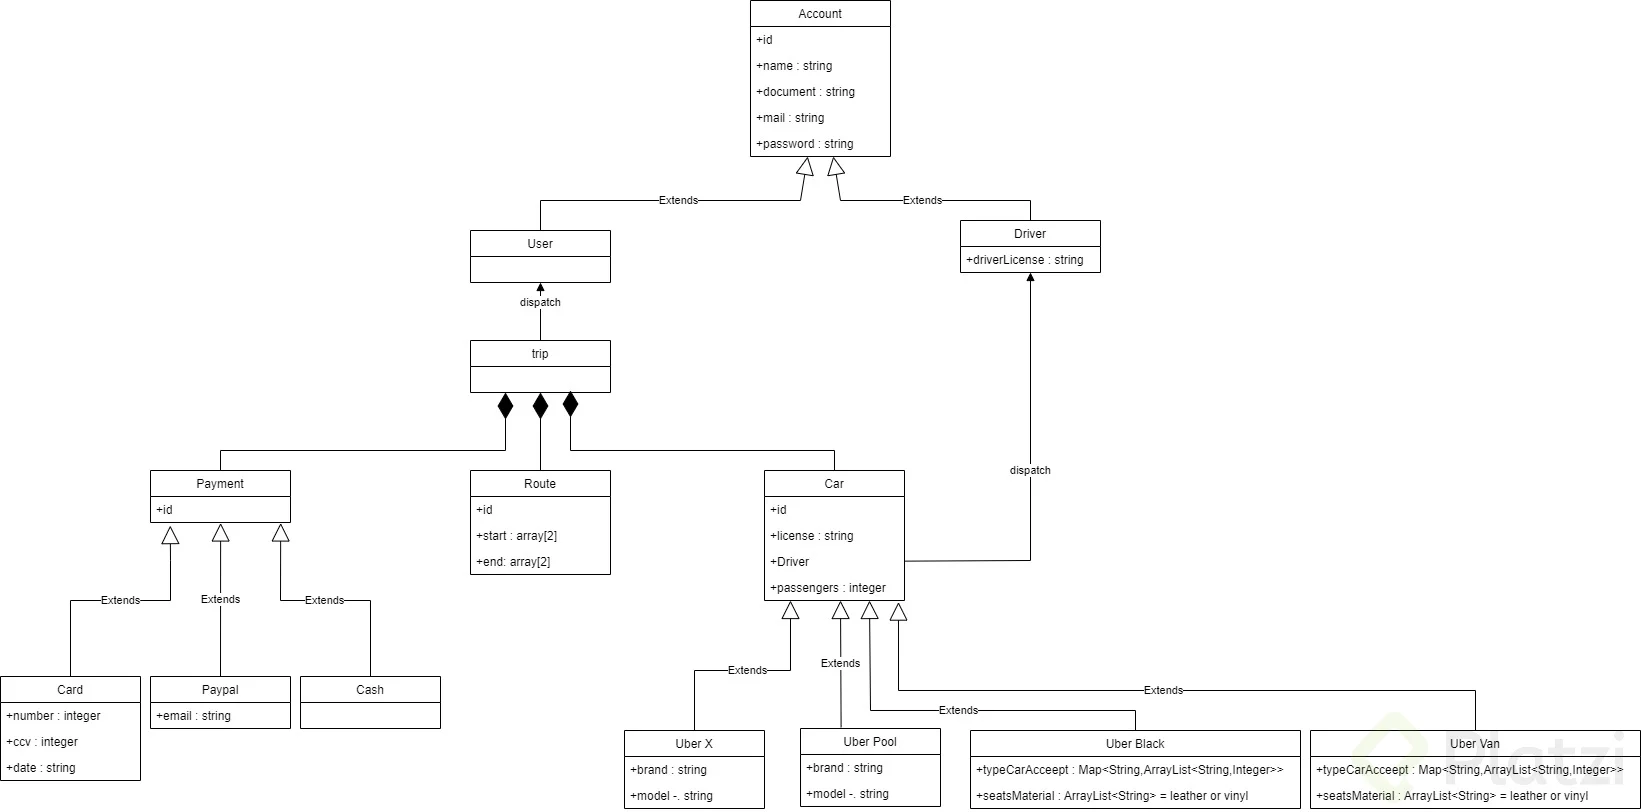 Account
+id
+name : string
+document : string
+mail : string
+password : string
Extends
Extends
User
Driver
+driverLicense : string
dispatch
trip
dispatch
Payment
+id
Route
+id
+start : array[2]
+end: array[2]
Car
+id
+license : string
+Driver
+passengers : integer
Extends
Extends
Extends
Card
+number : integer
+ccv : integer
+date : string
Paypal
+email : string
Cash
Extends
Extends
Extends
Extends
Uber X
+brand : string
+model -. string
Uber Pool
+brand : string
+model -. string
Uber Black
+typeCarAcceept : Map<String,ArrayList<String,Integer>>
+seatsMaterial : ArrayList<String> = leather or vinyl
Uber Van
+typeCarAcceept : Map<String,ArrayList<String,Integer>>
+seatsMaterial : ArrayList<String> = leather or vinyl
Platzi